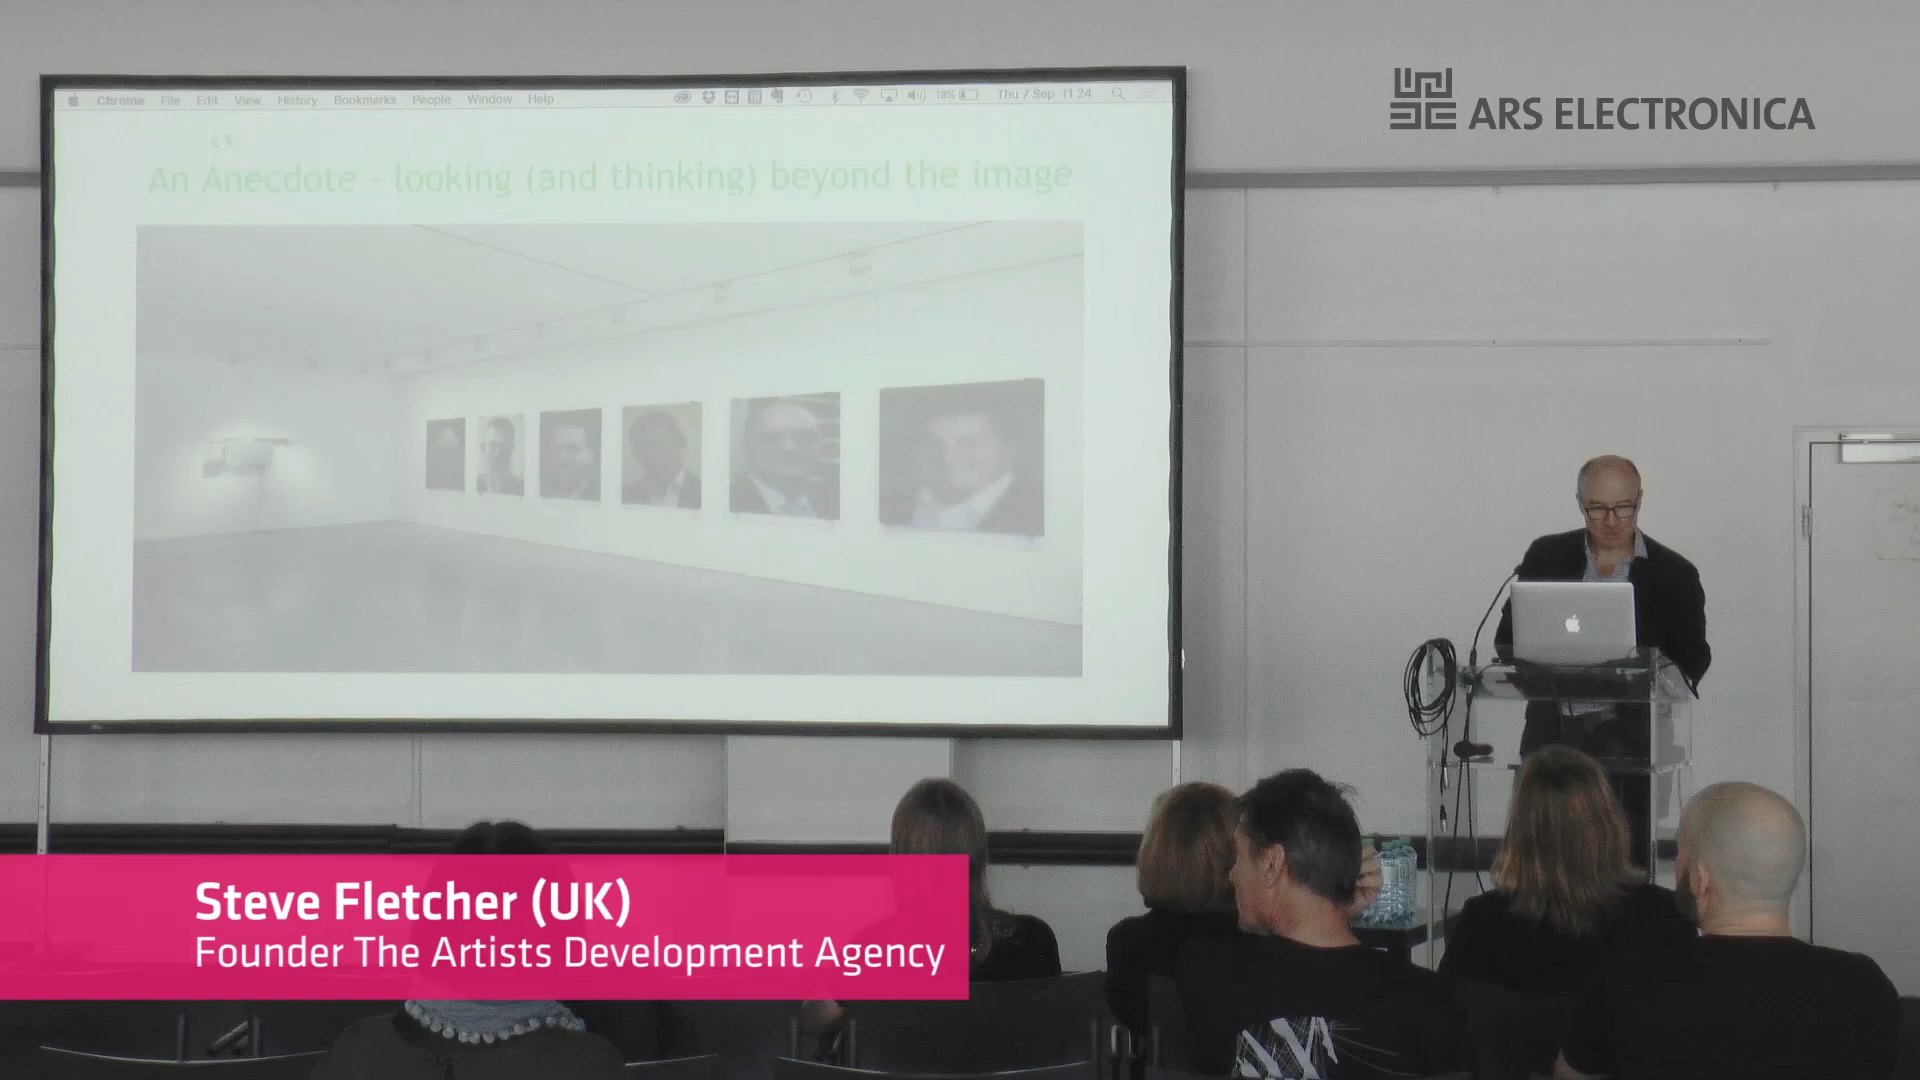 Chrome File Edit View History Bookmarks People Window Help 18% Thu 7 Sep 11 24
ARS ELECTRONICA
An Anecdote - looking (and thinking) beyond the image
Steve Fletcher (UK)
Founder The Artists Development Agency